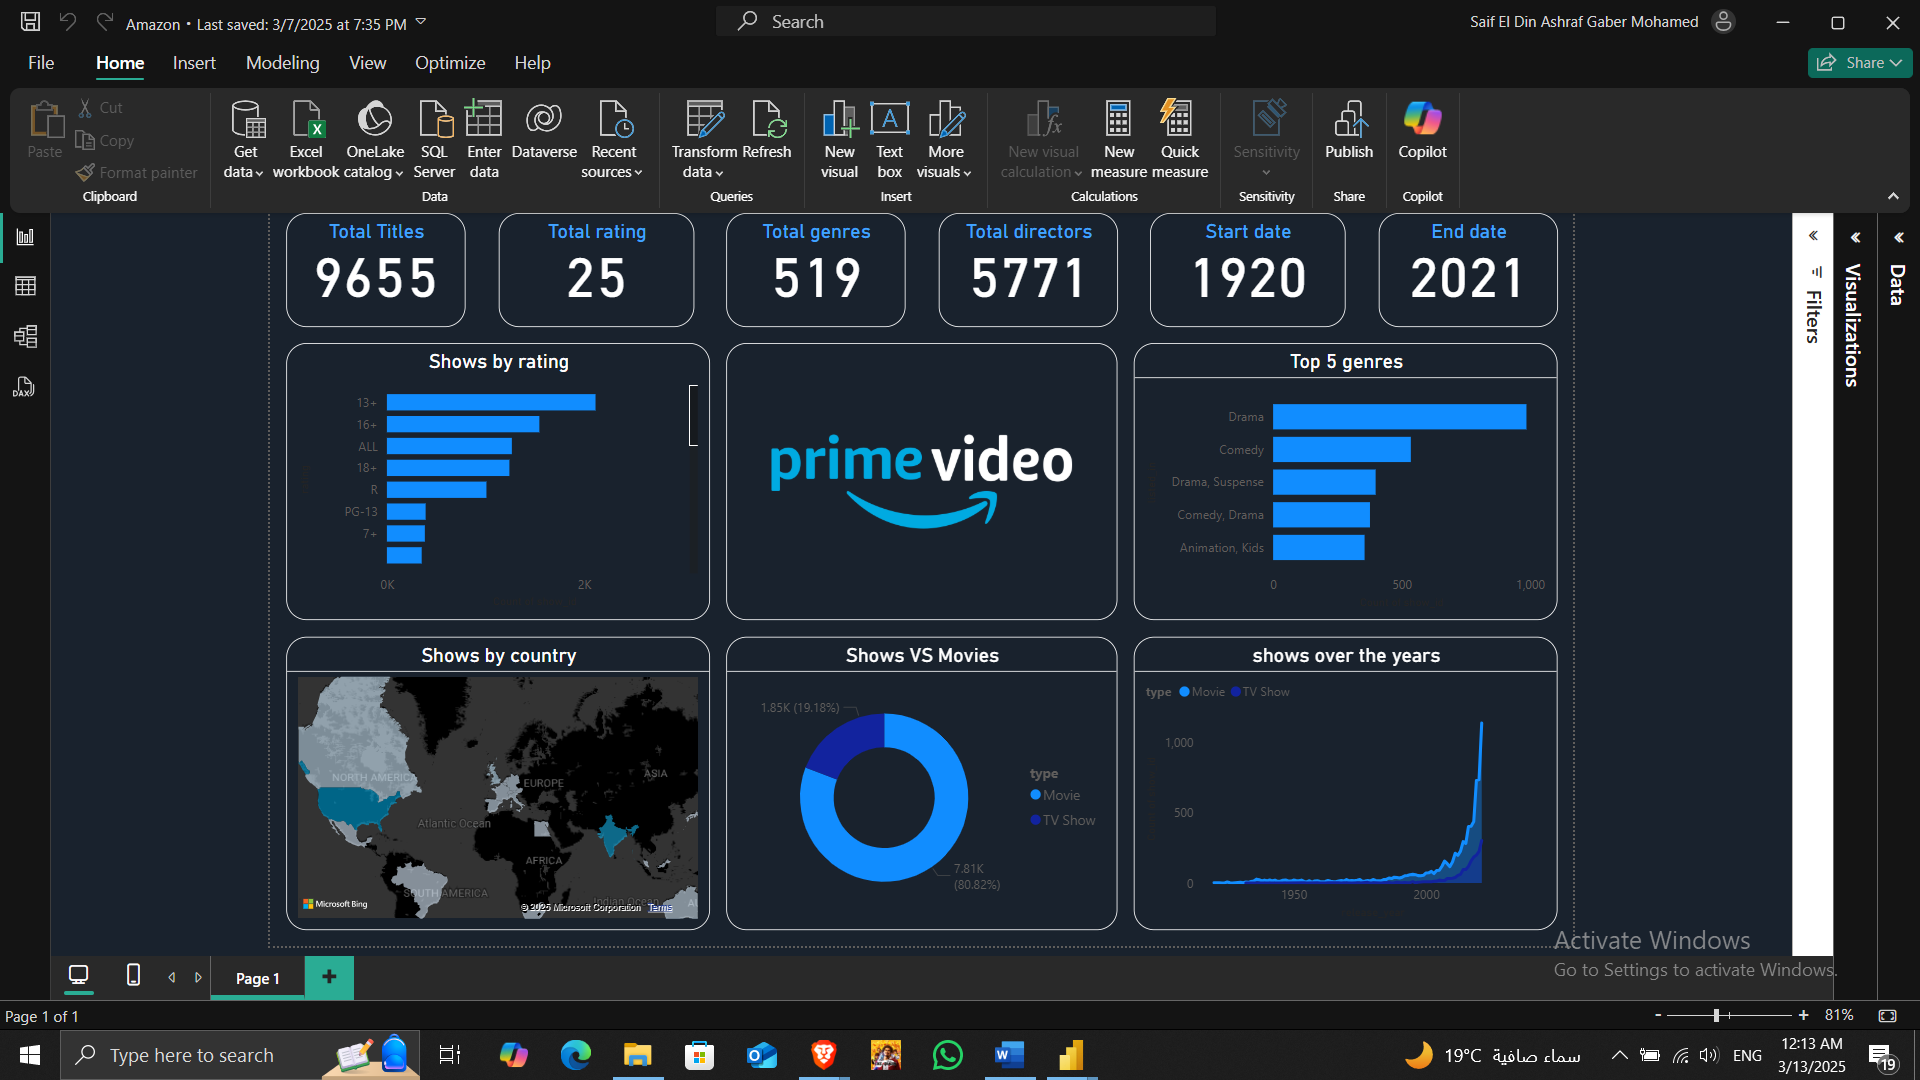 Amazon • Last saved: 3/7/2025 at 7:35 PM
Search
Saif El Din Ashraf Gaber Mohamed
File
Home
Insert
Modeling
View
Optimize
Help
Share
Paste
Cut
Copy
Format painter
Clipboard
Get data
Excel workbook
OneLake catalog
SQL Server
Enter data
Dataverse
Recent sources
Data
Transform data
Refresh
Queries
New visual
Text box
More visuals
Insert
New visual calculation
New measure
Quick measure
Calculations
Sensitivity
Sensitivity
Publish
Share
Copilot
Copilot
DAX
Total Titles
9655
Total rating
25
Total genres
519
Total directors
5771
Start date
1920
End date
2021
Filters
Visualizations
Data
Shows by rating
13+
16+
ALL
18+
R
PG-13
7+
0K
2K
prime video
Top 5 genres
Drama
Comedy
Drama, Suspense
Comedy, Drama
Animation, Kids
0
500
1,000
Shows by country
NORTH AMERICA
EUROPE
ASIA
Atlantic Ocean
AFRICA
SOUTH AMERICA
Indian Ocean
Microsoft Bing
© 2025 Microsoft Corporation Terms
Shows VS Movies
1.85K (19.18%)
7.81K
(80.82%)
type
Movie
TV Show
shows over the years
type Movie TV Show
1,000
500
0
1950
2000
Activate Windows
Go to Settings to activate Windows.
Page 1
+
Page 1 of 1
- + 81%
Type here to search
19°C سماء صافية
ENG
12:13 AM
3/13/2025
19